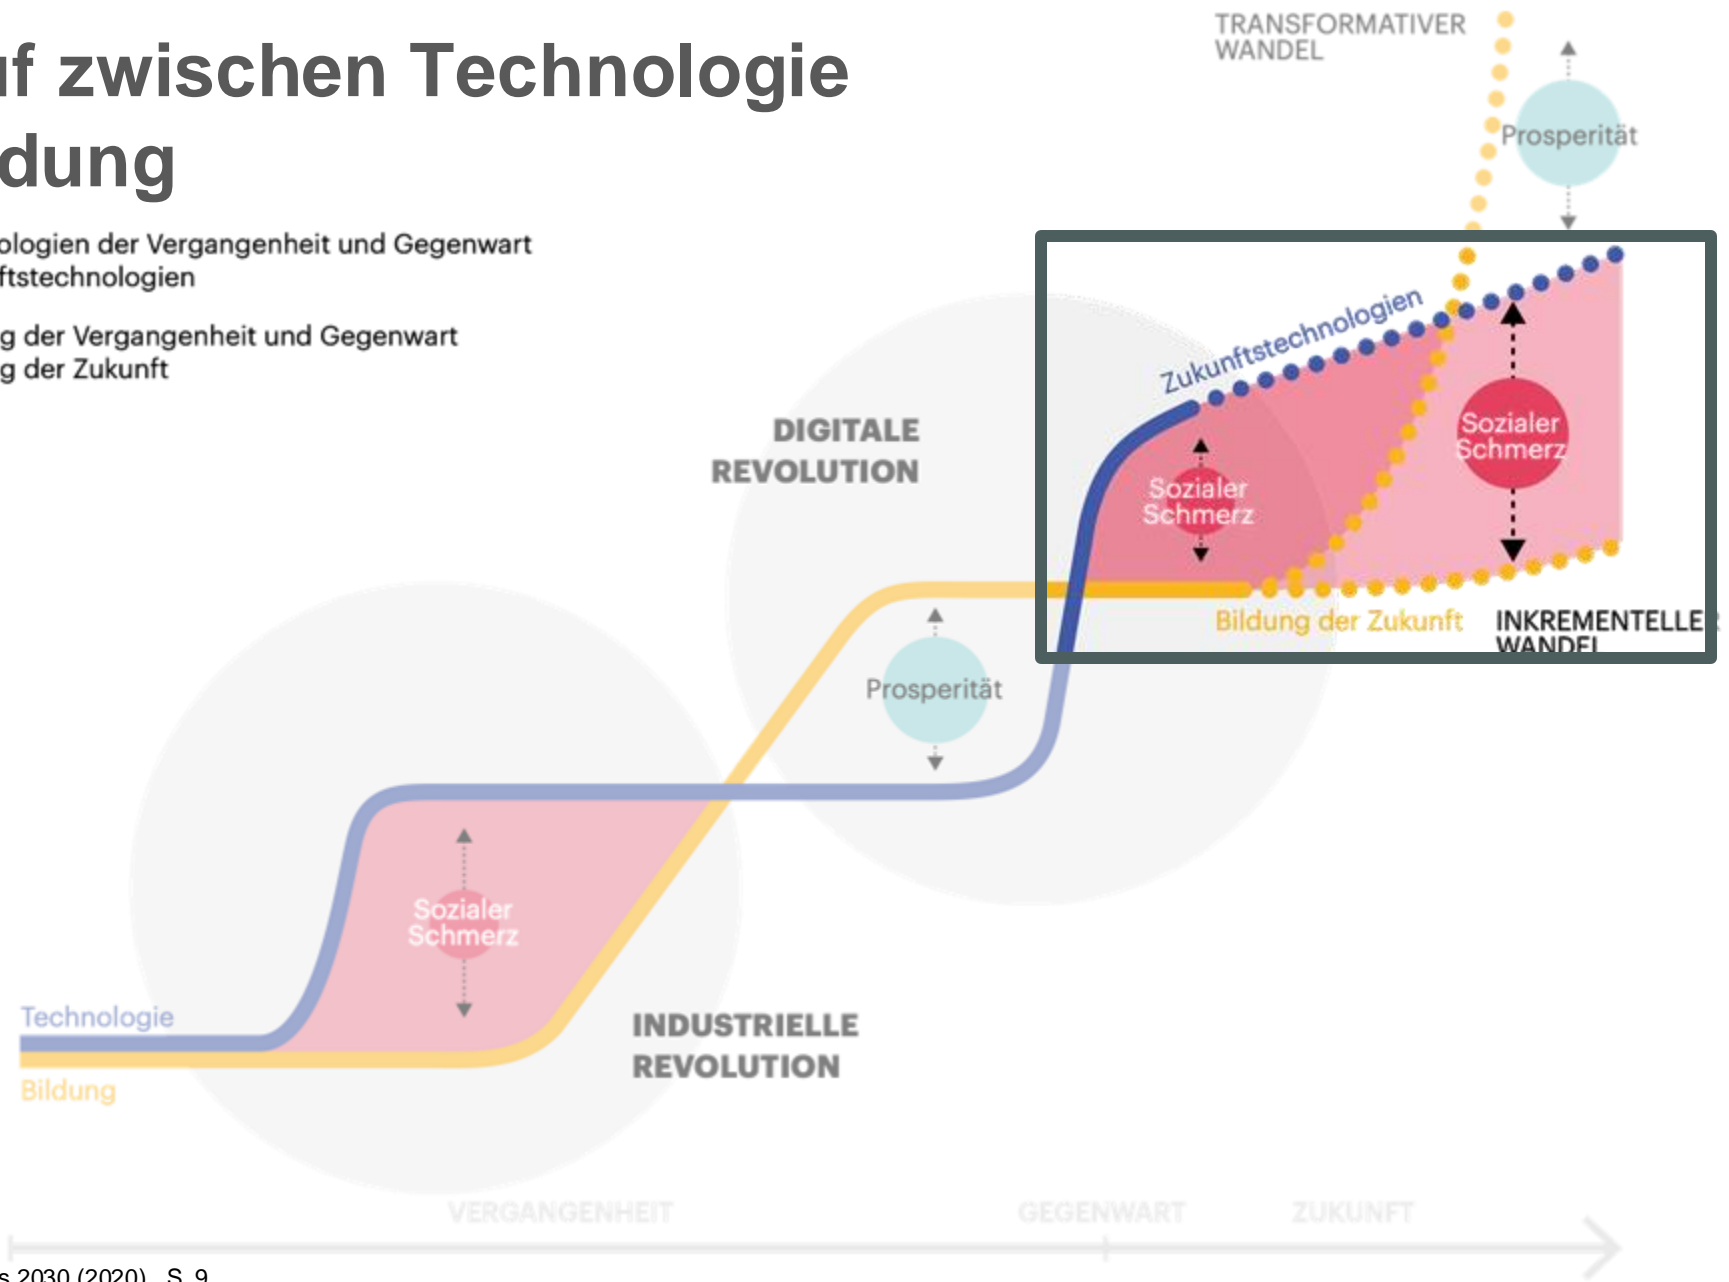 uf zwischen Technologie
dung
ologien der Vergangenheit und Gegenwart
ftstechnologien
g der Vergangenheit und Gegenwart
g der Zukunft
TRANSFORMATIVER
WANDEL
Prosperität
Zukunftstechnologien
Sozialer
Schmerz
Sozialer
Schmerz
DIGITALE
REVOLUTION
Bildung der Zukunft
INKREMENTELLE
WANDEL
Prosperität
Sozialer
Schmerz
Technologie
Bildung
INDUSTRIELLE
REVOLUTION
VERGANGENHEIT
GEGENWART
ZUKUNFT
s 2030 (2020), S. 9